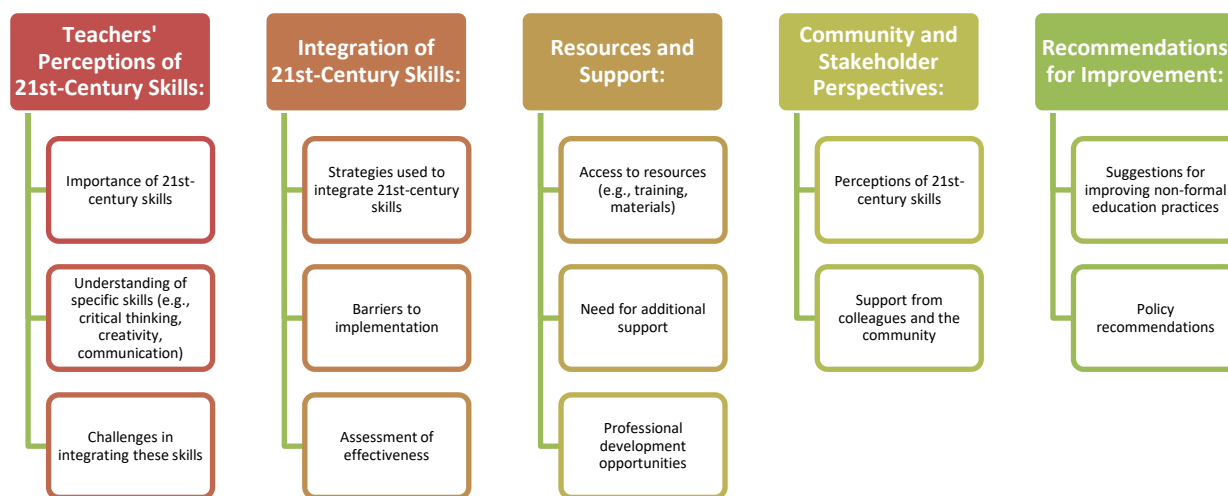 Teachers'
Perceptions of
21st-Century Skills:
Importance of 21st-
century skills
Understanding of
specific skills (e.g.,
critical thinking,
creativity,
communication)
Challenges in
integrating these skills
Integration of
21st-Century Skills:
Strategies used to
integrate 21st-century
skills
Barriers to
implementation
Assessment of
effectiveness
Resources and
Support:
Access to resources
(e.g., training,
materials)
Need for additional
support
Professional
development
opportunities
Community and
Stakeholder
Perspectives:
Perceptions of 21st-
century skills
Support from
colleagues and the
community
Recommendations
for Improvement:
Suggestions for
improving non-formal
education practices
Policy
recommendations